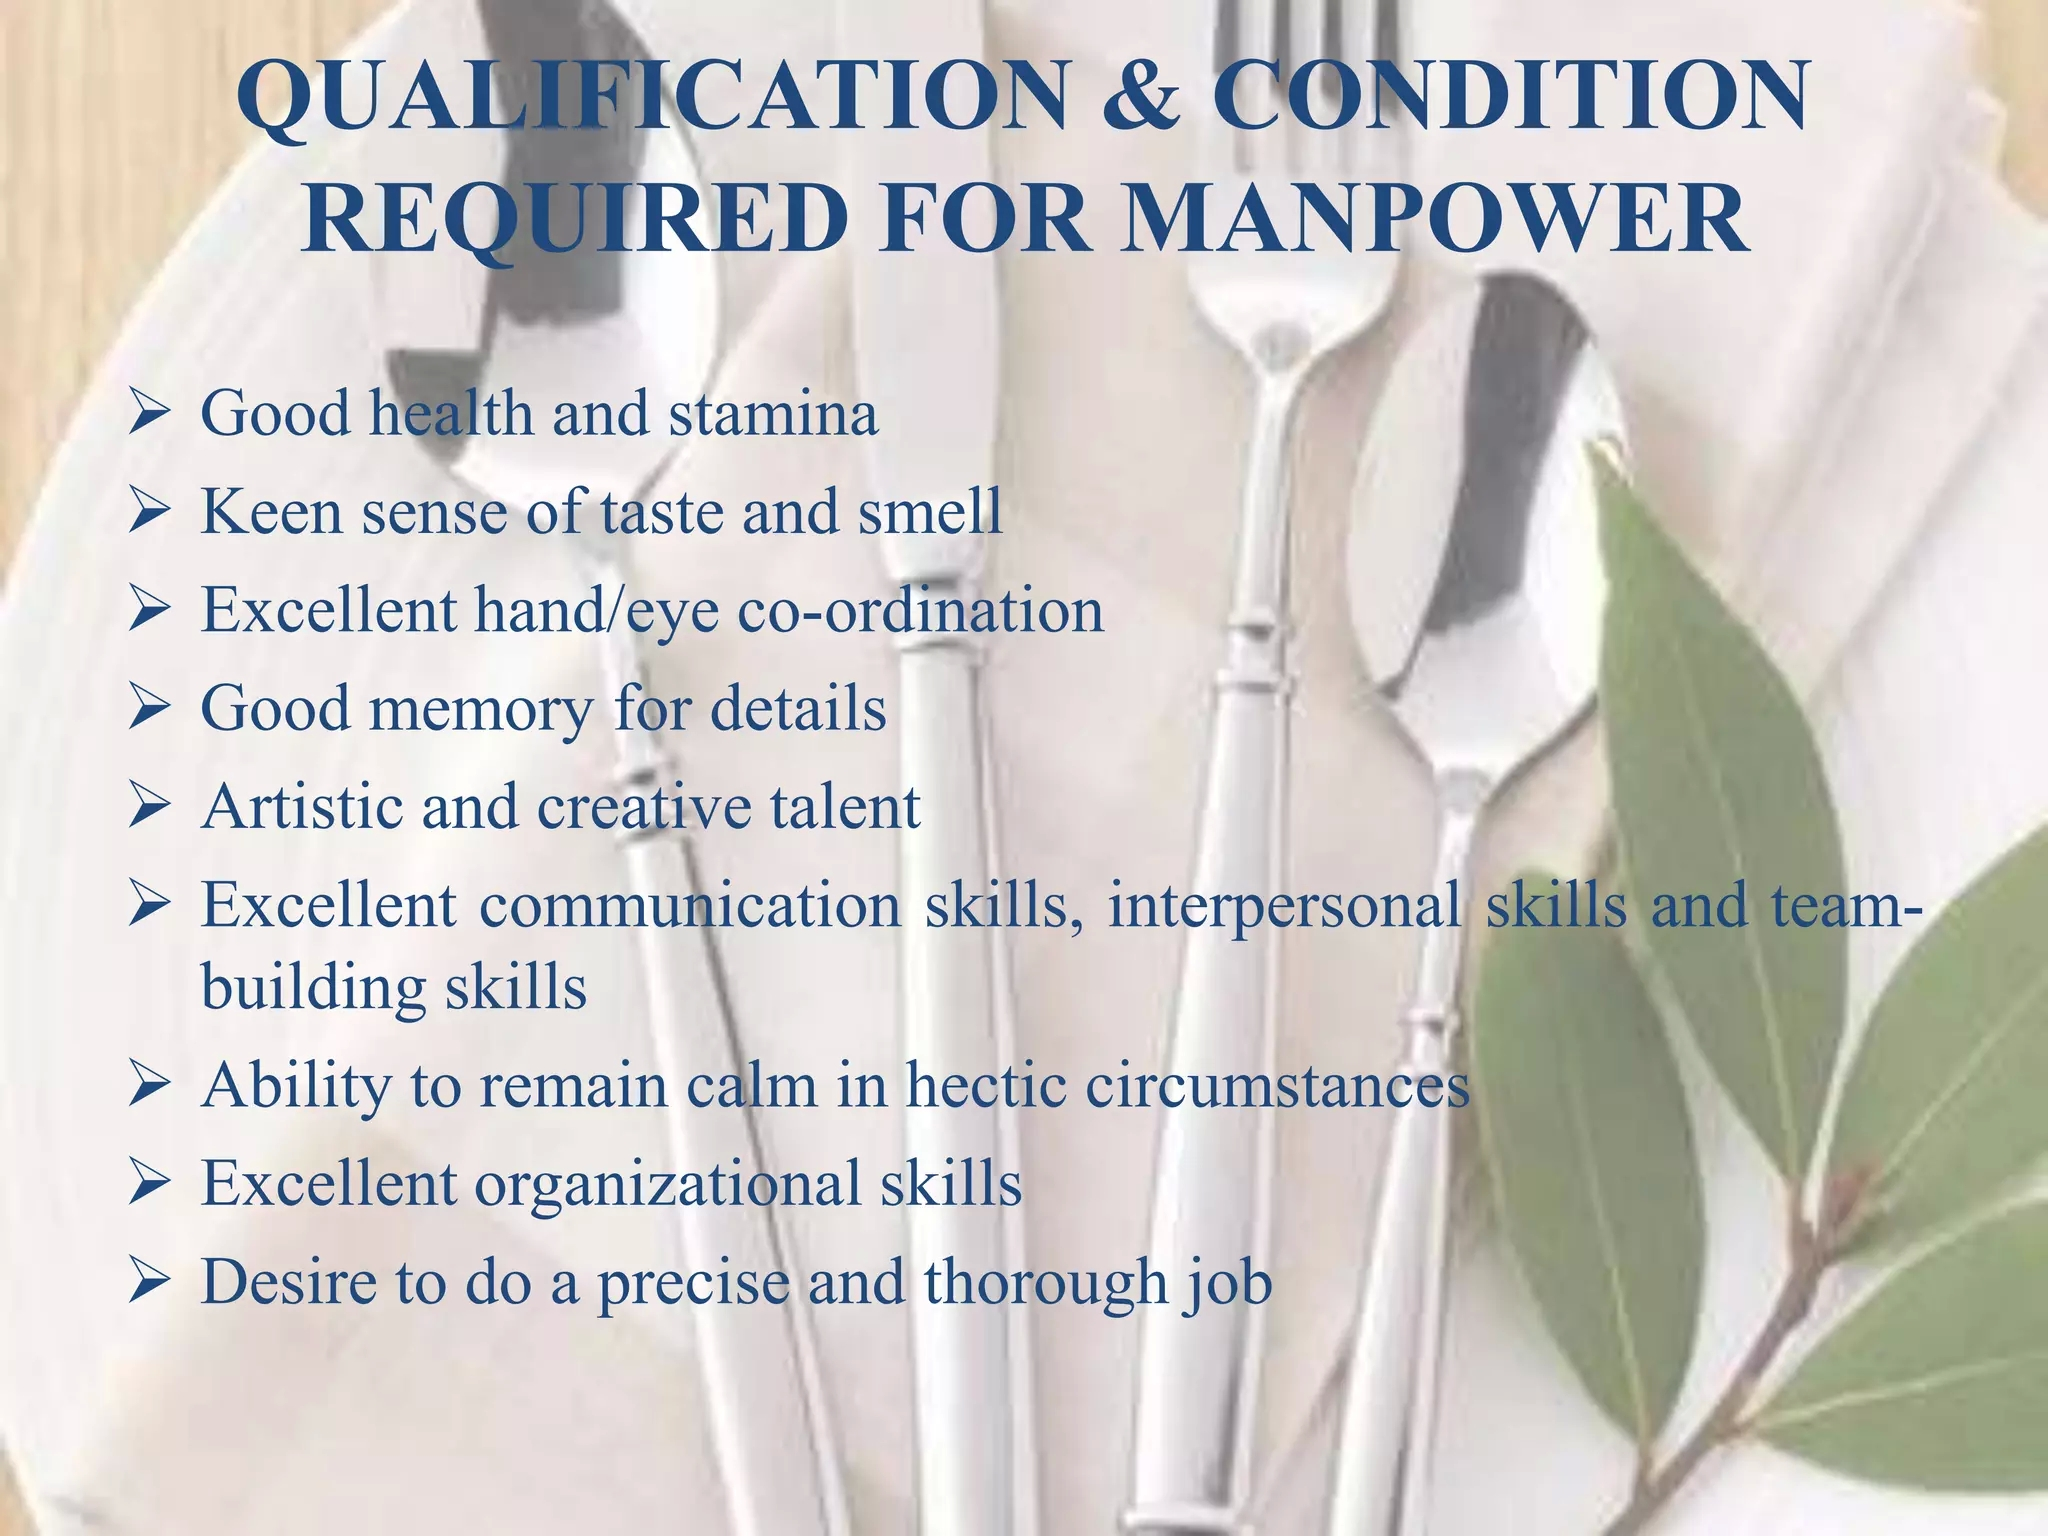 QUALIFICATION & CONDITION
REQUIRED FOR MANPOWER
➢ Good health and stamina
➢ Keen sense of taste and smell
➢ Excellent hand/eye co-ordination
➢ Good memory for details
➢ Artistic and creative talent
➢ Excellent communication skills, interpersonal skills and team-
building skills
➢ Ability to remain calm in hectic circumstances
➢ Excellent organizational skills
➢ Desire to do a precise and thorough job